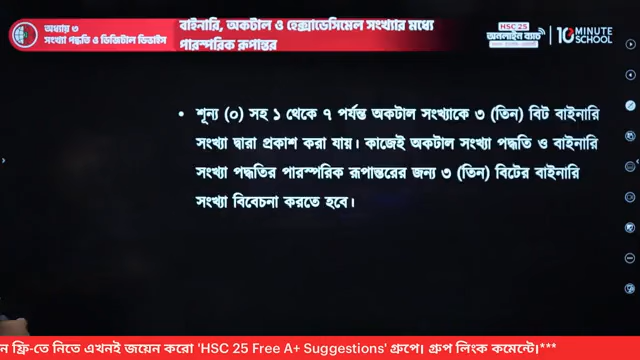 অধ্যায় ৩
সংখ্যা পদ্ধতি ও ডিজিটাল ডিভাইস
বাইনারি, অকটাল ও হেক্সাডেসিমেল সংখ্যার মধ্যে
পারস্পরিক রূপান্তর
HSC 25
অনলাইন ব্যাচ
10 MINUTE
SCHOOL
• শূন্য (০) সহ ১ থেকে ৭ পর্যন্ত অকটাল সংখ্যাকে ৩ (তিন) বিট বাইনারি
সংখ্যা দ্বারা প্রকাশ করা যায়। কাজেই অকটাল সংখ্যা পদ্ধতি ও বাইনারি
সংখ্যা পদ্ধতির পারস্পরিক রূপান্তরের জন্য ৩ (তিন) বিটের বাইনারি
সংখ্যা বিবেচনা করতে হবে।
ন ফ্রি-তে নিতে এখনই জয়েন করো 'HSC 25 Free A+ Suggestions' গ্রুপে। গ্রুপ লিংক কমেন্টে।***